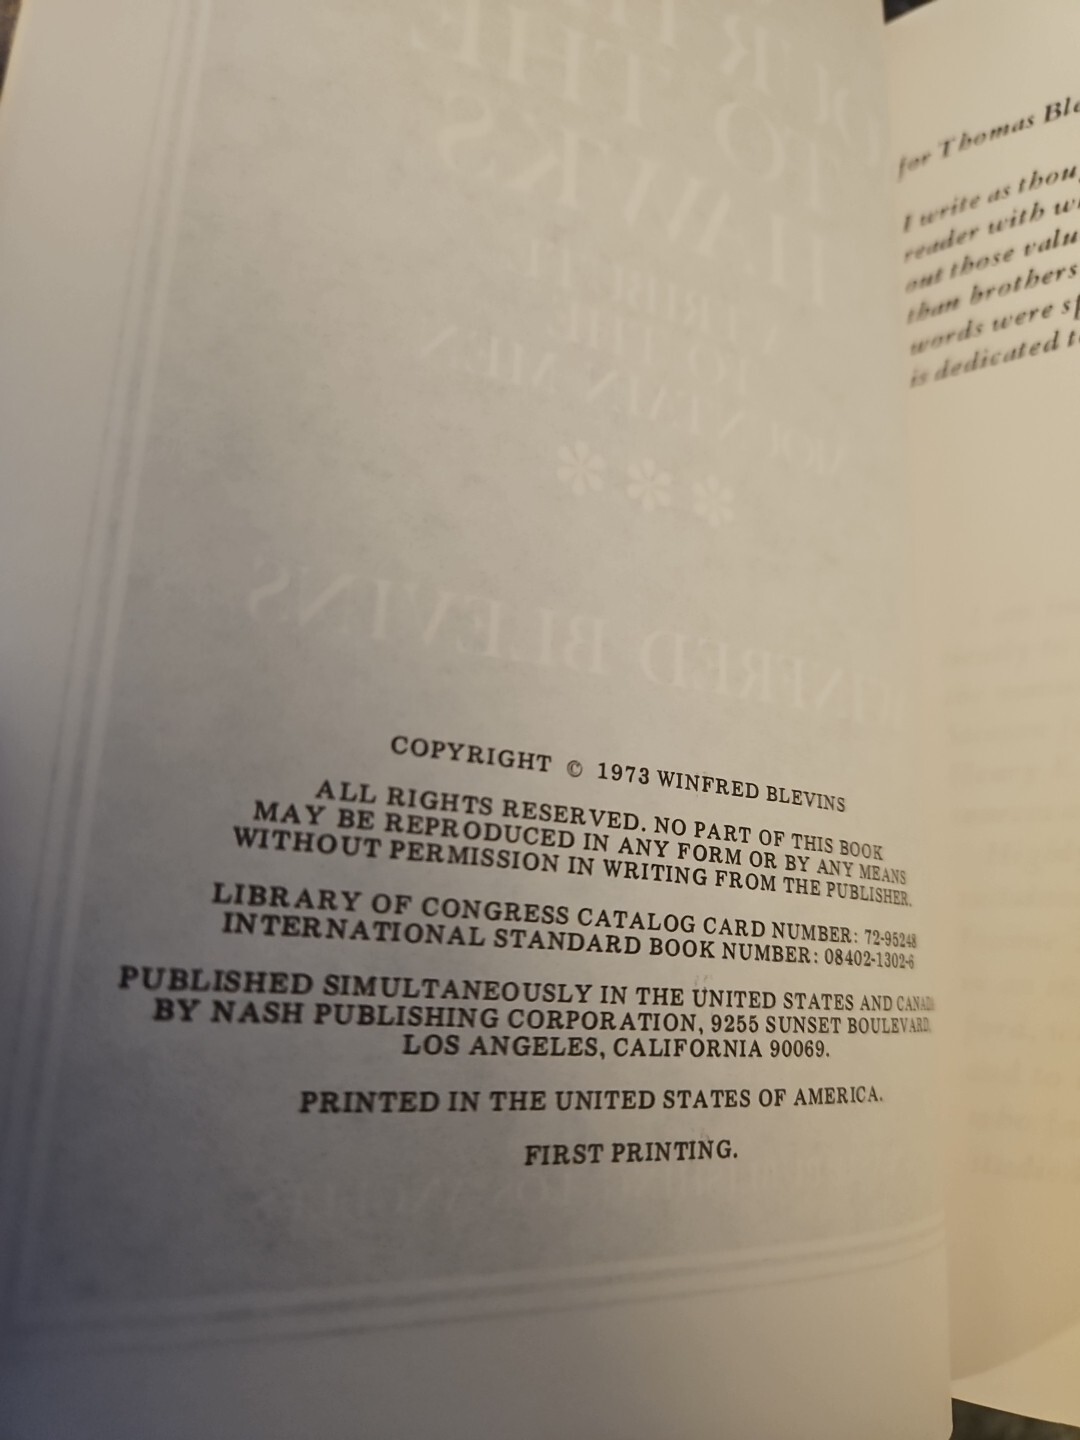 COPYRIGHT © 1973 WINFRED BLEVINS
ALL RIGHTS RESERVED. NO PART OF THIS BOOK
MAY BE REPRODUCED IN ANY FORM OR BY ANY MEANS
WITHOUT PERMISSION IN WRITING FROM THE PUBLISHER.
LIBRARY OF CONGRESS CATALOG CARD NUMBER: 72-95248
INTERNATIONAL STANDARD BOOK NUMBER: 08402-1302-6
PUBLISHED SIMULTANEOUSLY IN THE UNITED STATES AND CANADA
BY NASH PUBLISHING CORPORATION, 9255 SUNSET BOULEVARD,
LOS ANGELES, CALIFORNIA 90069.
PRINTED IN THE UNITED STATES OF AMERICA.
FIRST PRINTING.
for Thomas
I write as
reader with
out those
than brothers
words were
is dedicated